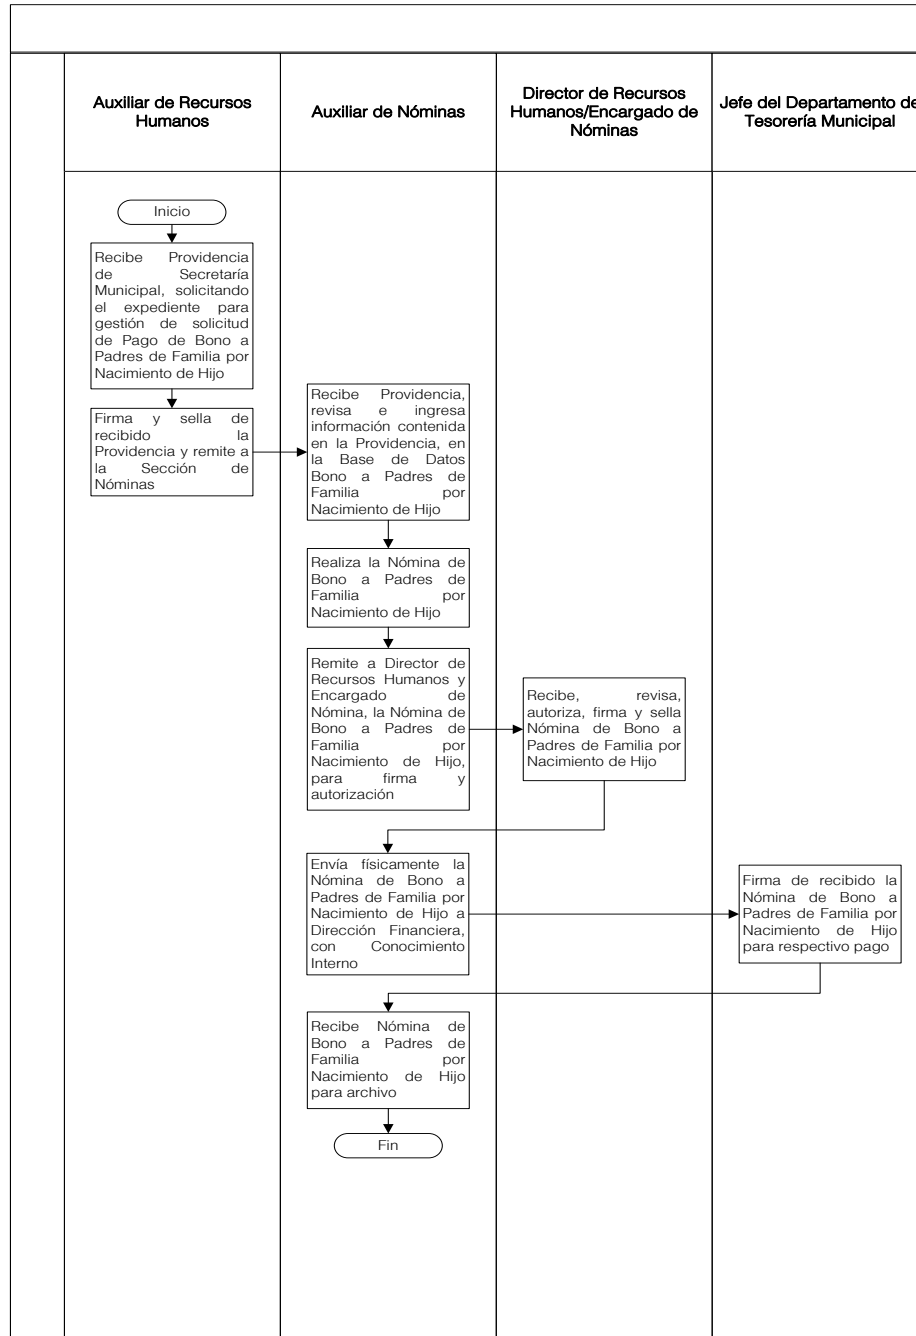 Auxiliar de Recursos
Humanos
Auxiliar de Nóminas
Director de Recursos
Humanos/Encargado de
Nóminas
Jefe del Departamento de
Tesorería Municipal
Inicio
Recibe Providencia
de Secretaría
Municipal, solicitando
el expediente para
gestión de solicitud
de Pago de Bono a
Padres de Familia por
Nacimiento de Hijo
Firma y sella de
recibido la
Providencia y remite a
la Sección de
Nóminas
Recibe Providencia,
revisa e ingresa
información contenida
en la Providencia, en
la Base de Datos
Bono a Padres de
Familia por
Nacimiento de Hijo
Realiza la Nómina de
Bono a Padres de
Familia por
Nacimiento de Hijo
Remite a Director de
Recursos Humanos y
Encargado de
Nómina, la Nómina de
Bono a Padres de
Familia por
Nacimiento de Hijo,
para firma y
autorización
Recibe, revisa,
autoriza, firma y sella
Nómina de Bono a
Padres de Familia por
Nacimiento de Hijo
Envía físicamente la
Nómina de Bono a
Padres de Familia por
Nacimiento de Hijo a
Dirección Financiera,
con Conocimiento
Interno
Firma de recibido la
Nómina de Bono a
Padres de Familia por
Nacimiento de Hijo
para respectivo pago
Recibe Nómina de
Bono a Padres de
Familia por
Nacimiento de Hijo
para archivo
Fin